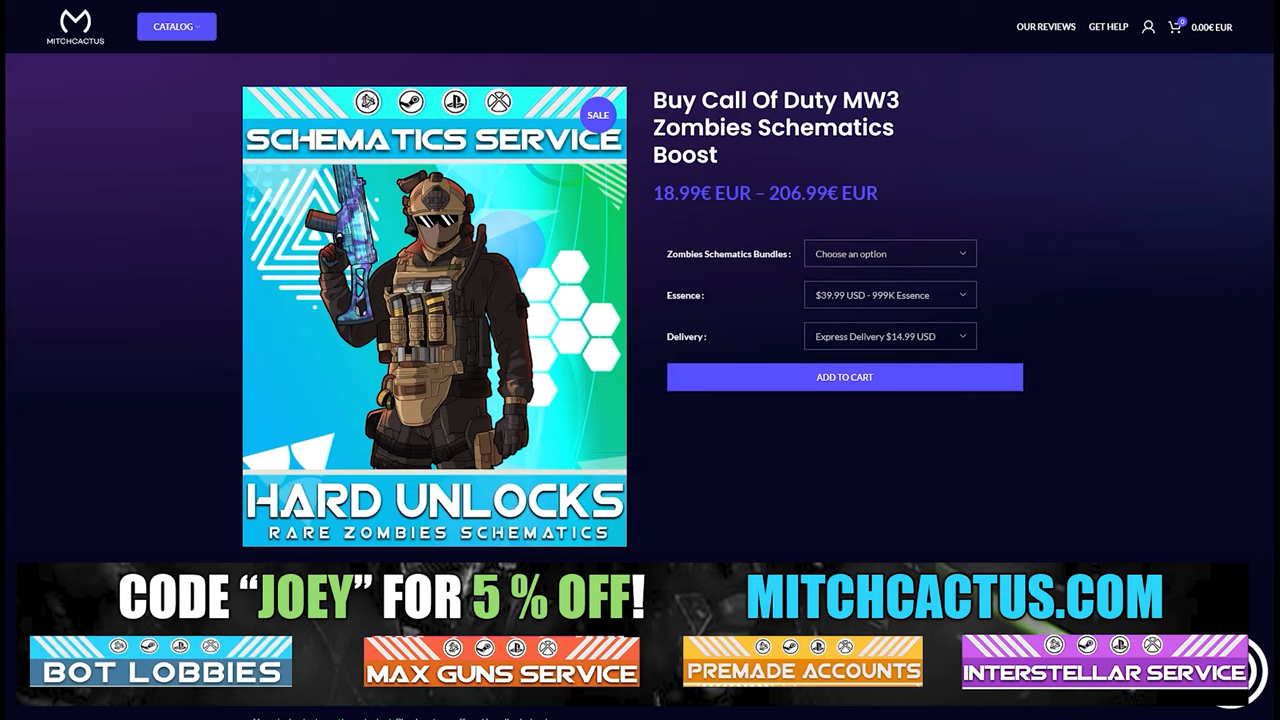 MITCHCACTUS
CATALOG
OUR REVIEWS
GET HELP
0
0.00€ EUR
SALE
SCHEMATICS SERVICE
HARD UNLOCKS
RARE ZOMBIES SCHEMATICS
Buy Call Of Duty MW3
Zombies Schematics
Boost
18.99€ EUR – 206.99€ EUR
Zombies Schematics Bundles :
Choose an option
Essence :
$39.99 USD - 999K Essence
Delivery :
Express Delivery $14.99 USD
ADD TO CART
CODE “JOEY” FOR 5 % OFF!
MITCHCACTUS.COM
BOT LOBBIES
MAX GUNS SERVICE
PREMADE ACCOUNTS
INTERSTELLAR SERVICE